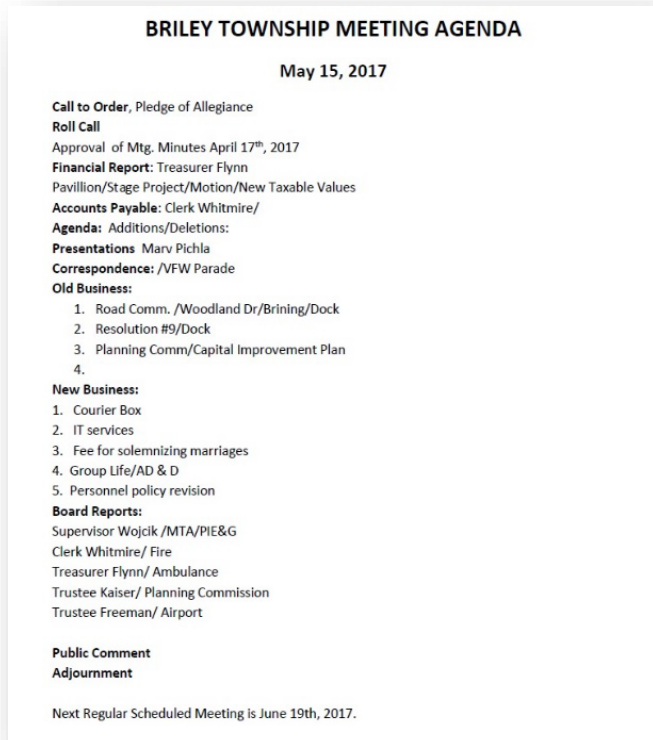 BRILEY TOWNSHIP MEETING AGENDA
May 15, 2017
Call to Order, Pledge of Allegiance
Roll Call
Approval of Mtg. Minutes April 17th, 2017
Financial Report: Treasurer Flynn
Pavillion/Stage Project/Motion/New Taxable Values
Accounts Payable: Clerk Whitmire/
Agenda: Additions/Deletions:
Presentations Marv Pichla
Correspondence: /VFW Parade
Old Business:
1. Road Comm. /Woodland Dr/Brining/Dock
2. Resolution #9/Dock
3. Planning Comm/Capital Improvement Plan
4.
New Business:
1. Courier Box
2. IT services
3. Fee for solemnizing marriages
4. Group Life/AD & D
5. Personnel policy revision
Board Reports:
Supervisor Wojcik /MTA/PIE&G
Clerk Whitmire/ Fire
Treasurer Flynn/ Ambulance
Trustee Kaiser/ Planning Commission
Trustee Freeman/ Airport
Public Comment
Adjournment
Next Regular Scheduled Meeting is June 19th, 2017.